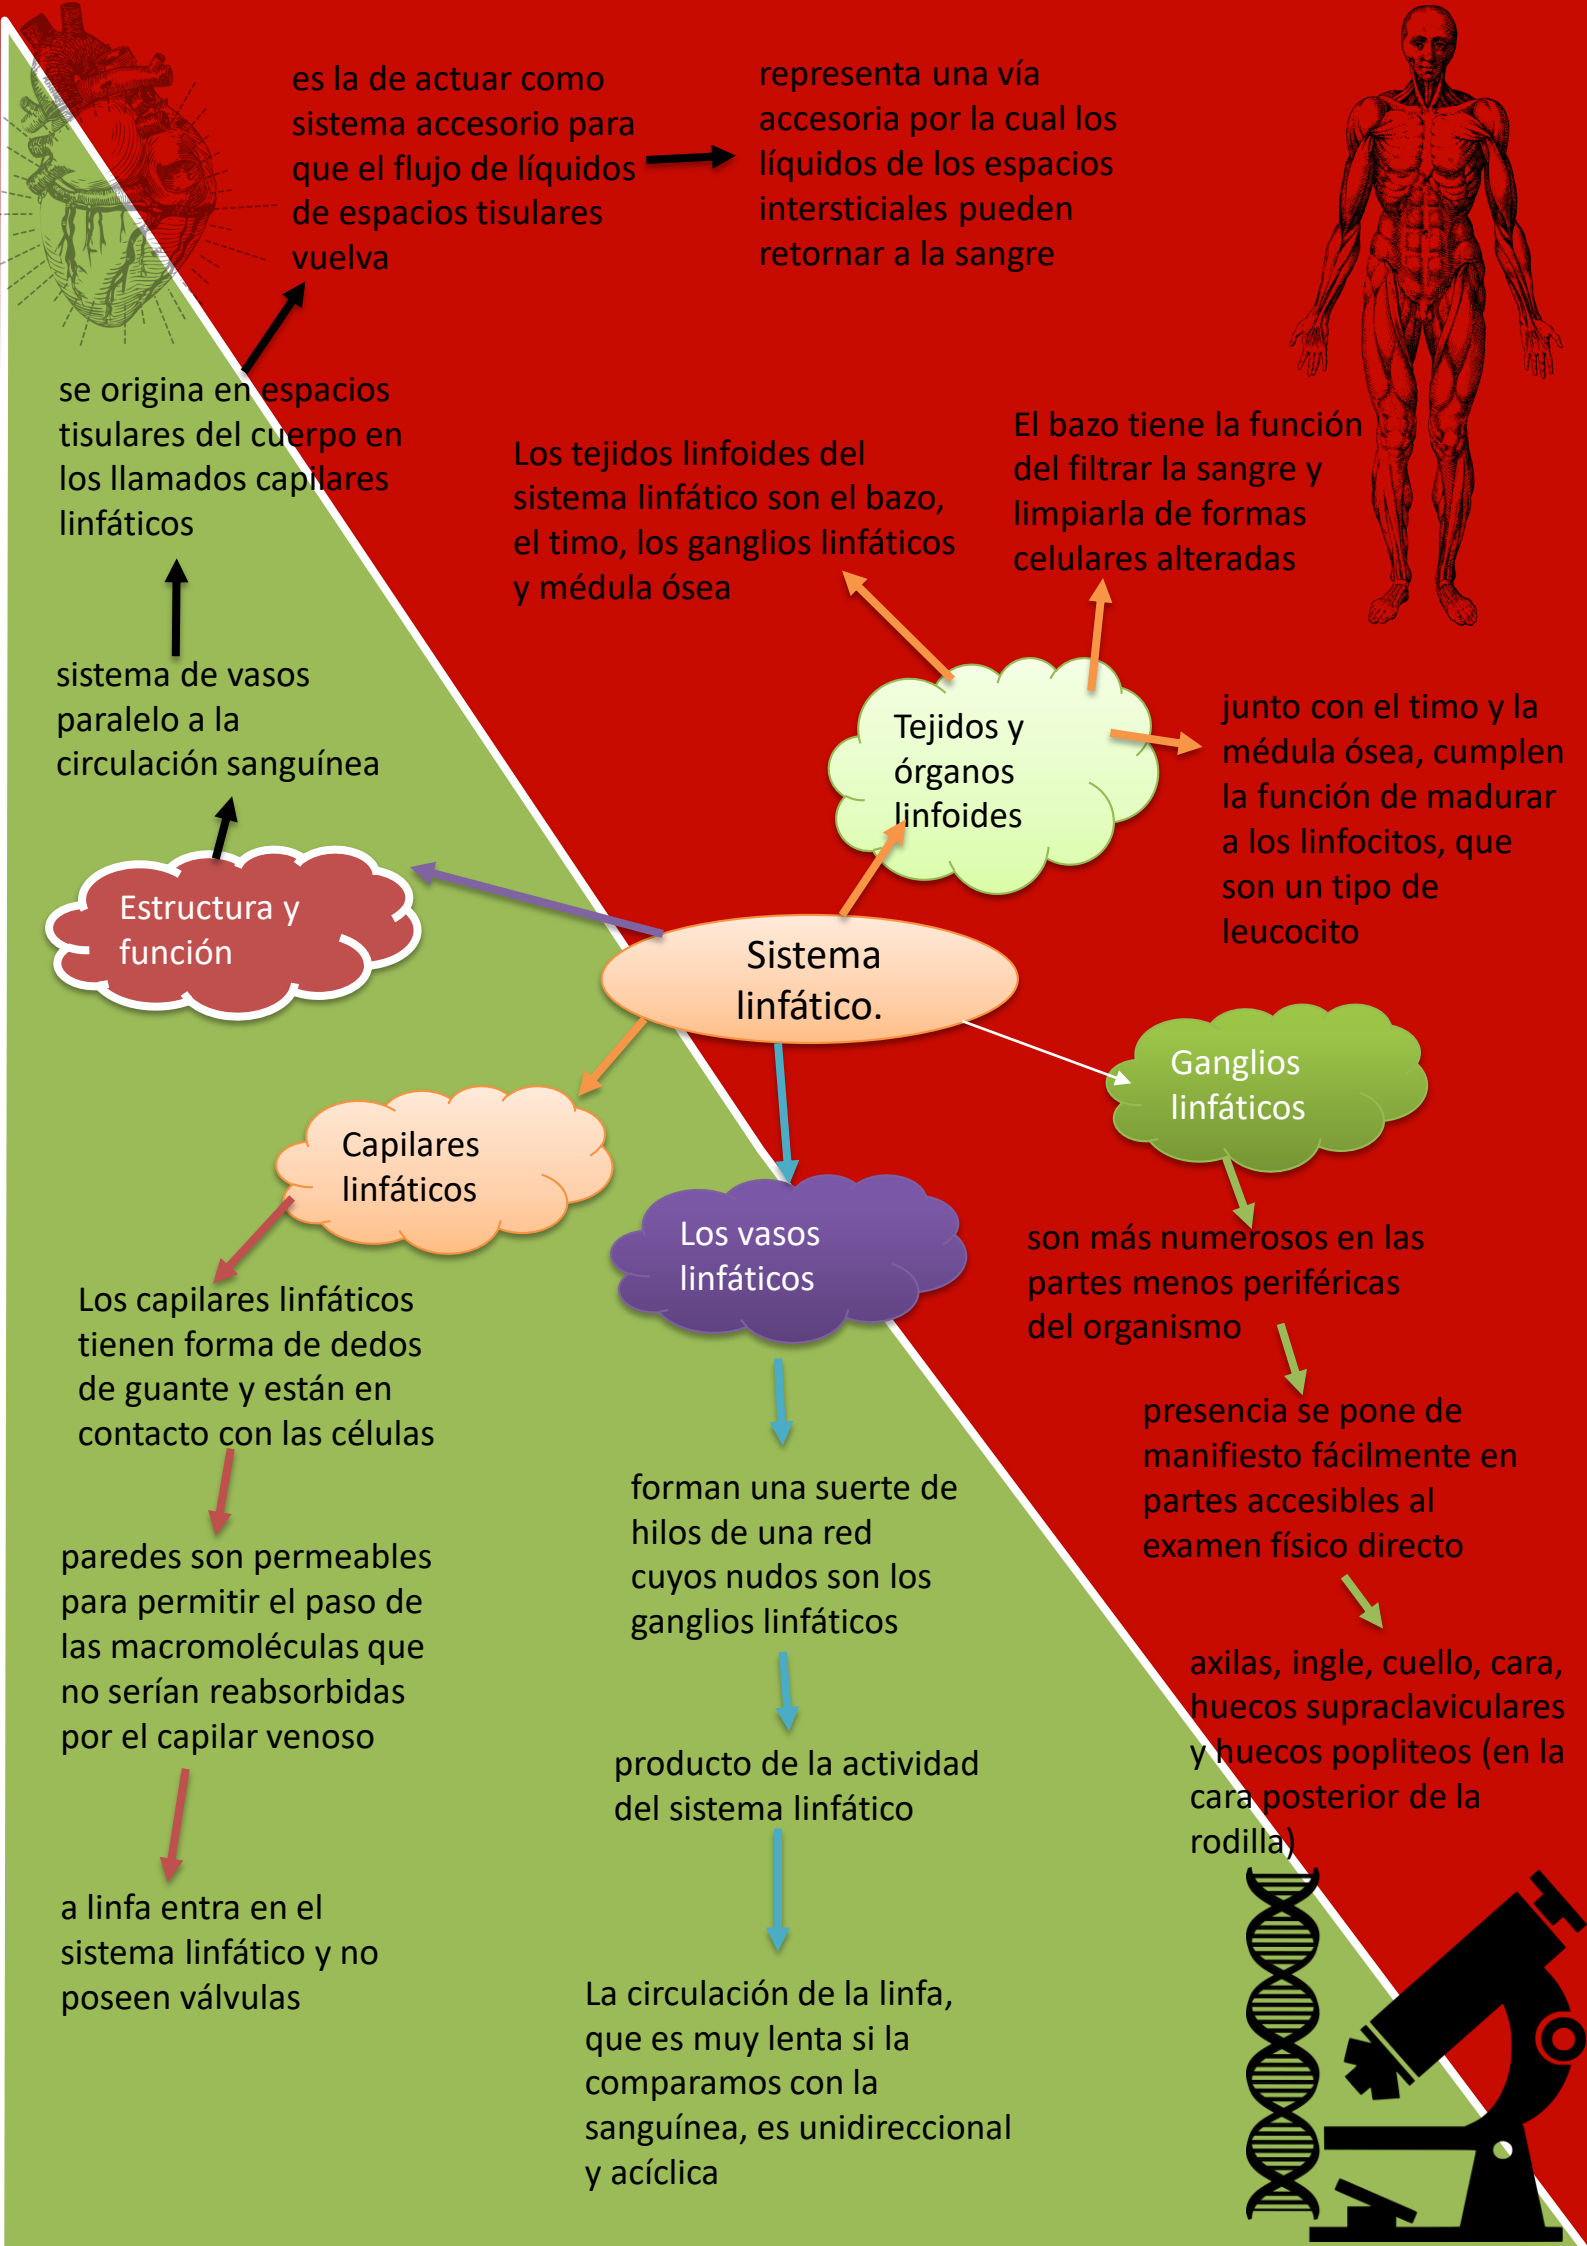 es la de actuar como
sistema accesorio para
que el flujo de líquidos
de espacios tisulares
vuelva
representa una vía
accesoria por la cual los
líquidos de los espacios
intersticiales pueden
retornar a la sangre
se origina en espacios
tisulares del cuerpo en
los llamados capilares
linfáticos
Los tejidos linfoides del
sistema linfático son el bazo,
el timo, los ganglios linfáticos
y médula ósea
El bazo tiene la función
del filtrar la sangre y
limpiarla de formas
celulares alteradas
sistema de vasos
paralelo a la
circulación sanguínea
Tejidos y
órganos
linfoides
junto con el timo y la
médula ósea, cumplen
la función de madurar
a los linfocitos, que
son un tipo de
leucocito
Estructura y
función
Sistema
linfático.
Ganglios
linfáticos
Capilares
linfáticos
Los vasos
linfáticos
son más numerosos en las
partes menos periféricas
del organismo
Los capilares linfáticos
tienen forma de dedos
de guante y están en
contacto con las células
presencia se pone de
manifiesto fácilmente en
partes accesibles al
examen físico directo
forman una suerte de
hilos de una red
cuyos nudos son los
ganglios linfáticos
paredes son permeables
para permitir el paso de
las macromoléculas que
no serían reabsorbidas
por el capilar venoso
axilas, ingle, cuello, cara,
huecos supraclaviculares
y huecos popliteos (en la
cara posterior de la
rodilla)
producto de la actividad
del sistema linfático
a linfa entra en el
sistema linfático y no
poseen válvulas
La circulación de la linfa,
que es muy lenta si la
comparamos con la
sanguínea, es unidireccional
y acíclica